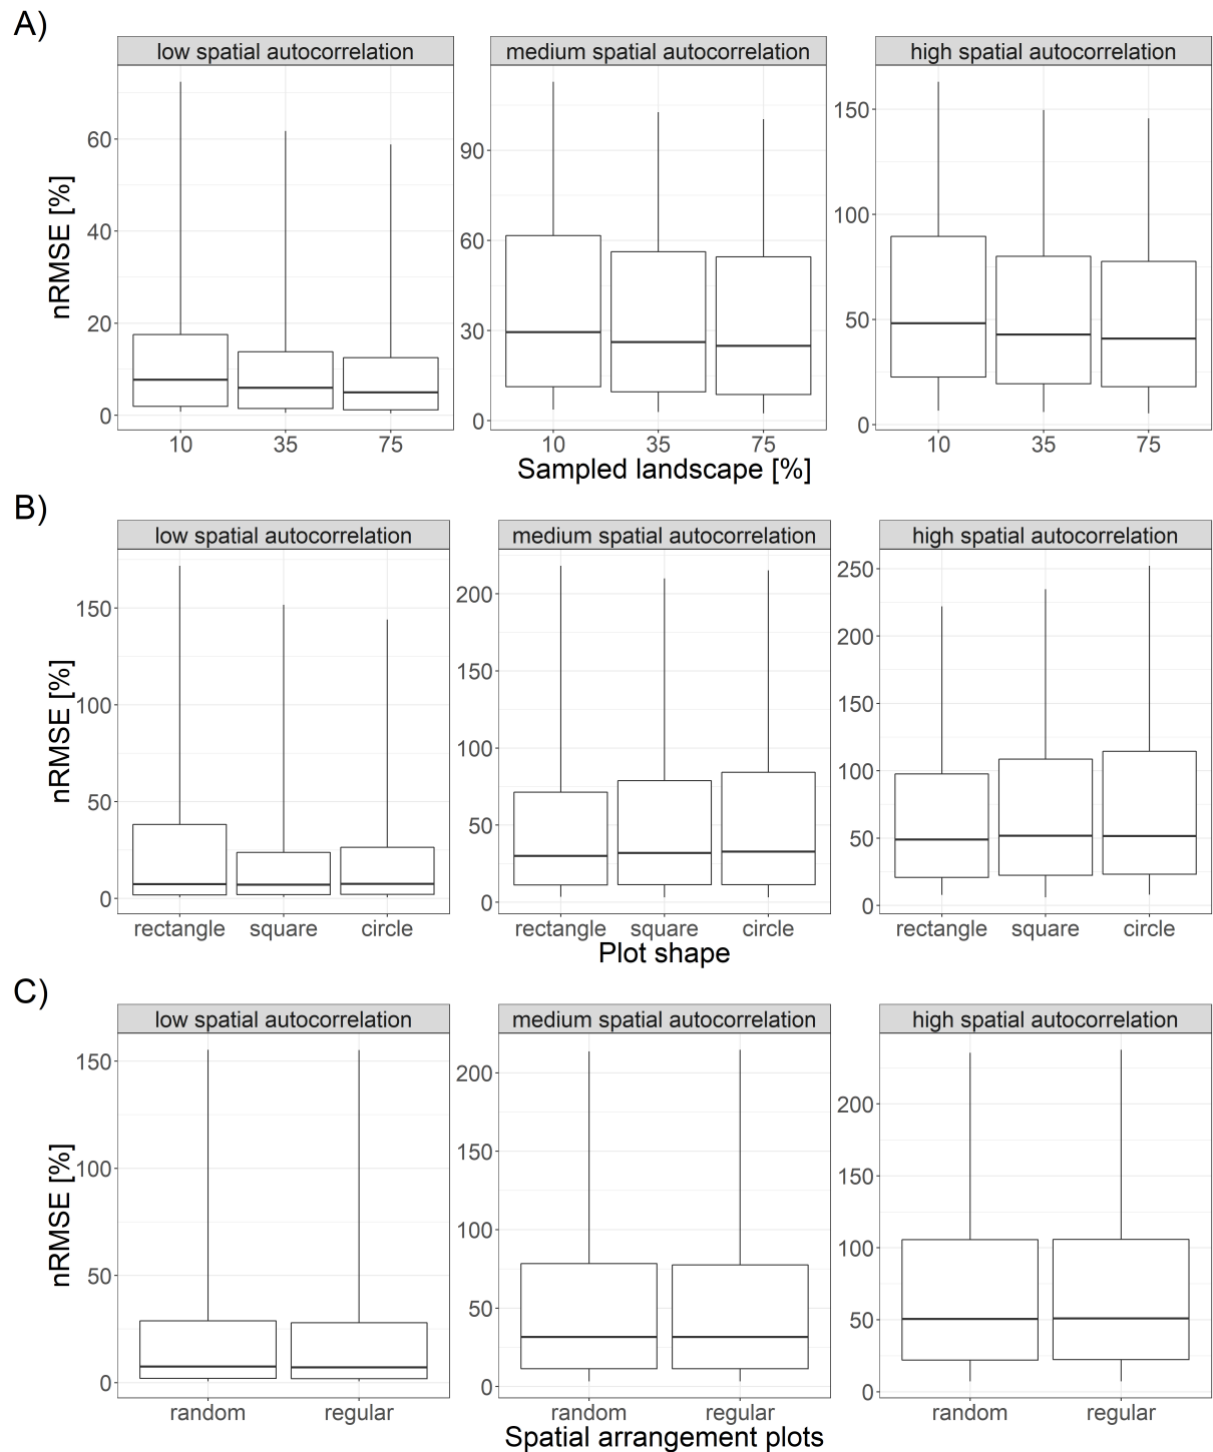 A)
low spatial autocorrelation
medium spatial autocorrelation
high spatial autocorrelation
nRMSE [%]
60
40
20
0
90
60
30
0
150
100
50
0
10 35 75
10 35 75
10 35 75
Sampled landscape [%]
B)
low spatial autocorrelation
medium spatial autocorrelation
high spatial autocorrelation
nRMSE [%]
150
100
50
0
200
150
100
50
0
250
200
150
100
50
0
rectangle square circle
rectangle square circle
rectangle square circle
Plot shape
C)
low spatial autocorrelation
medium spatial autocorrelation
high spatial autocorrelation
nRMSE [%]
150
100
50
0
200
150
100
50
0
200
150
100
50
0
random regular
random regular
random regular
Spatial arrangement plots